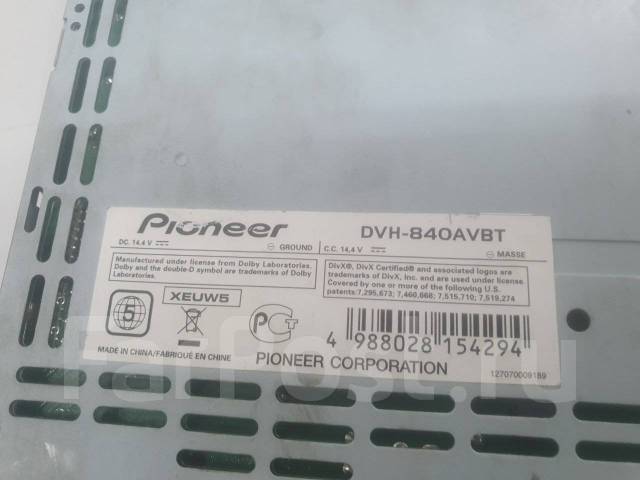 Pioneer DVH-840AVBT
DC. 14,4 V GROUND C.C. 14,4 V MASSE
Manufactured under license from Dolby Laboratories.
Dolby and the double-D symbol are trademarks of Dolby
Laboratories.
DivX®, DivX Certified® and associated logos are
trademarks of DivX, Inc. and are used under license.
Covered by one or more of the following U.S.
patents:7,295,673; 7,460,668; 7,515,710; 7,519,274
5
XEUW5
PCT
4 988028 154294
MADE IN CHINA/FABRIQUÉ EN CHINE
PIONEER CORPORATION
127070009189
FarPost.ru